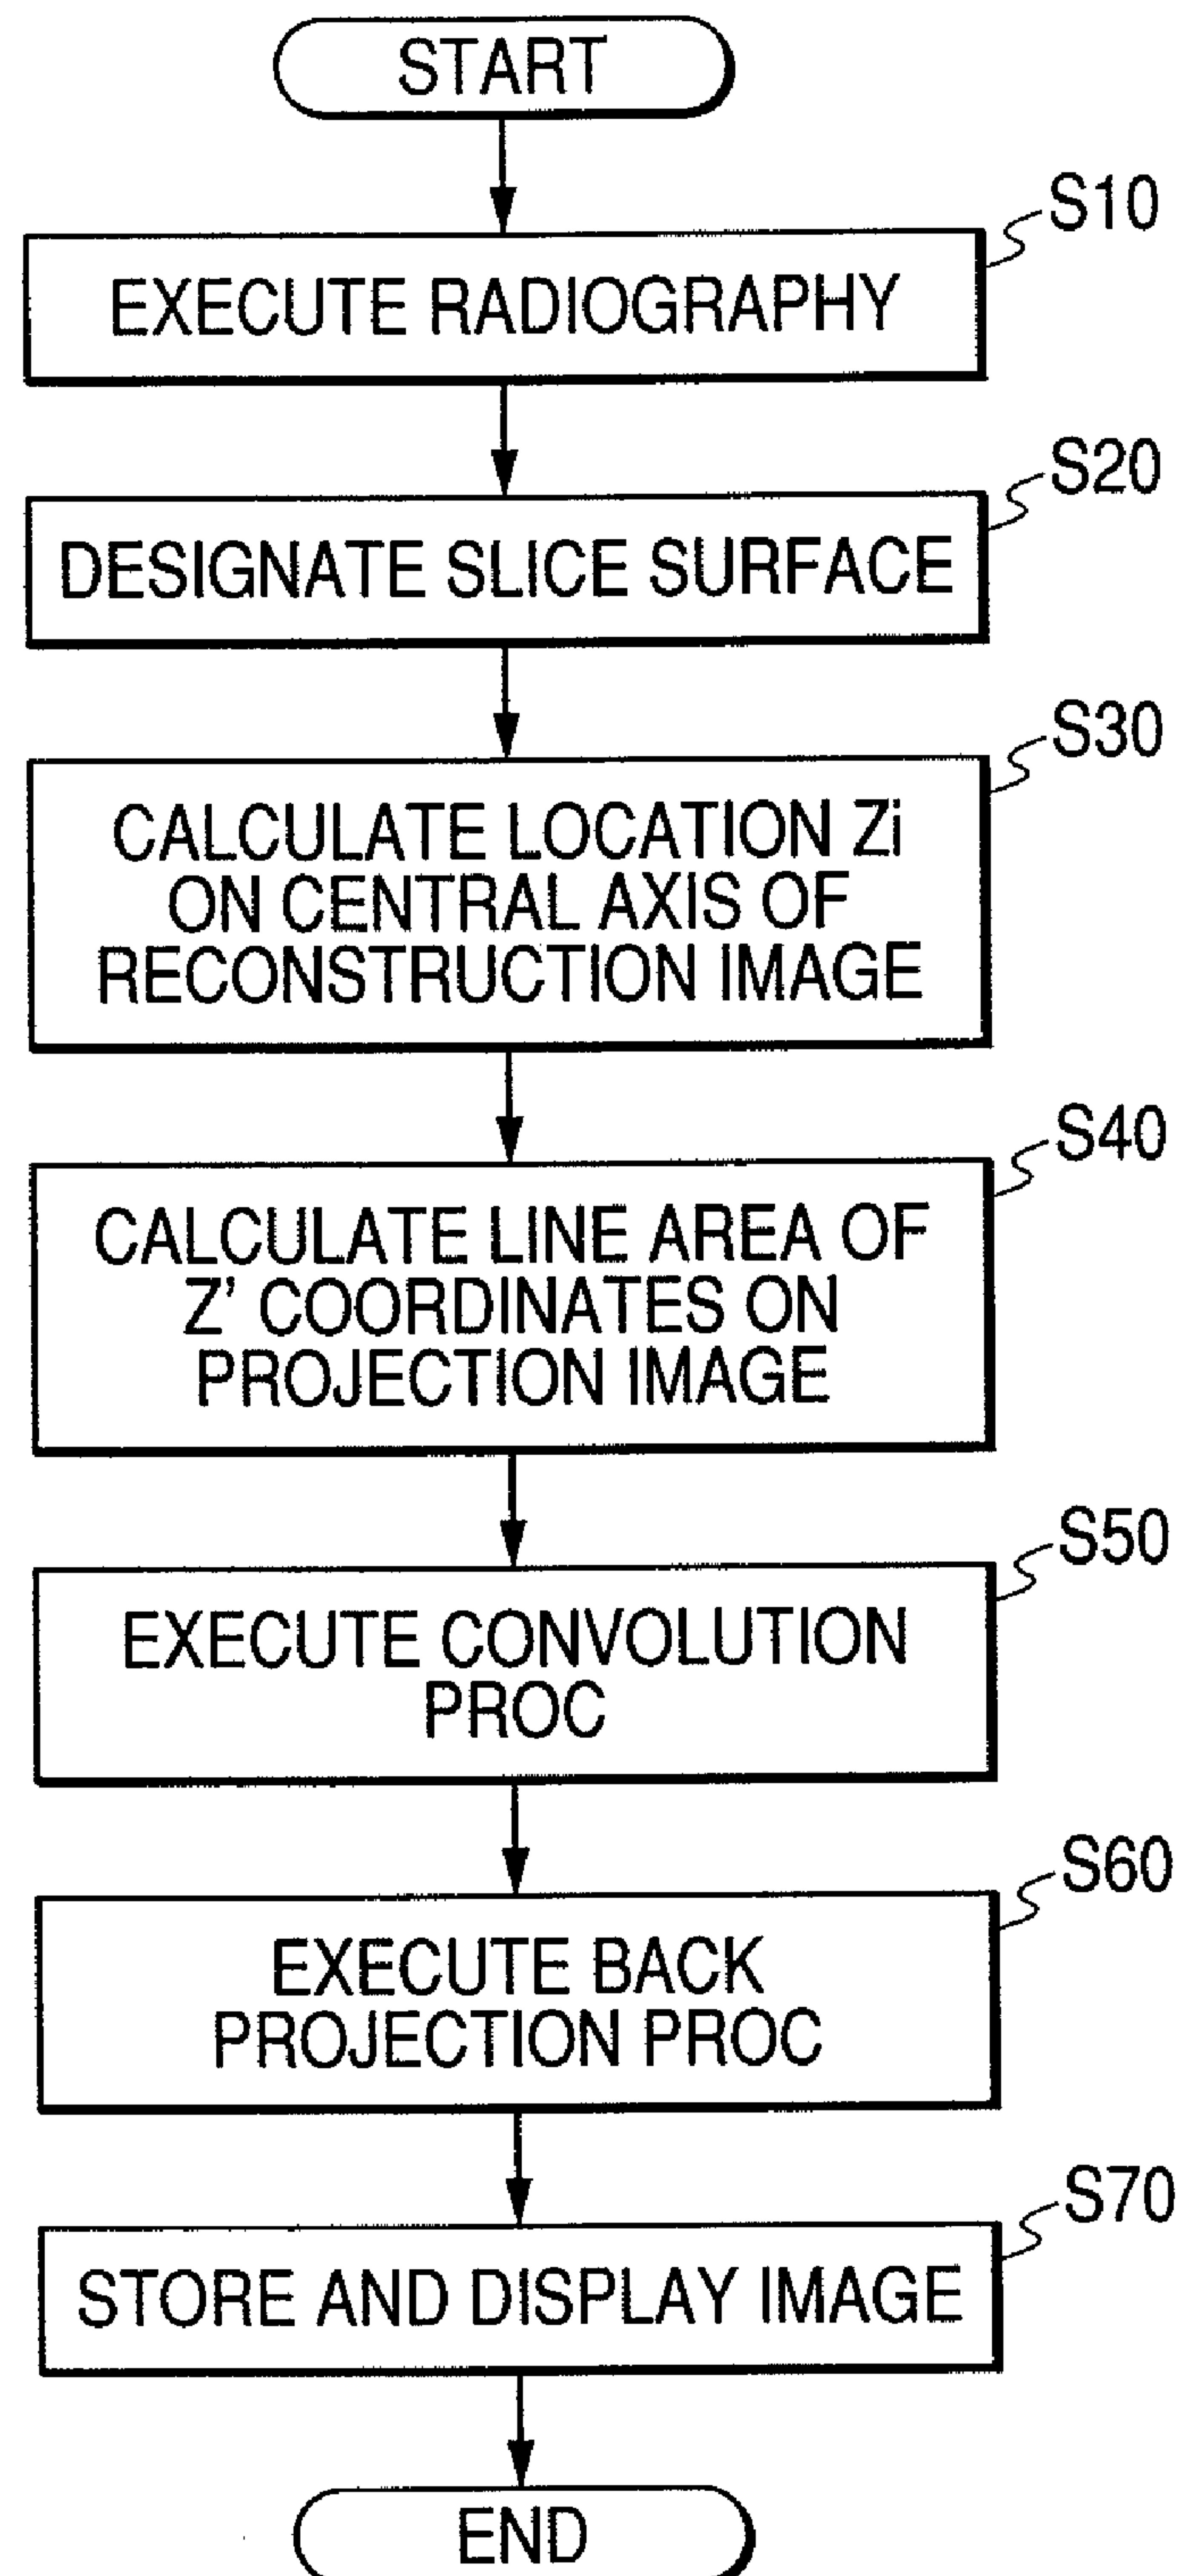 START
S10
EXECUTE RADIOGRAPHY
S20
DESIGNATE SLICE SURFACE
S30
CALCULATE LOCATION Zi
ON CENTRAL AXIS OF
RECONSTRUCTION IMAGE
S40
CALCULATE LINE AREA OF
Z' COORDINATES ON
PROJECTION IMAGE
S50
EXECUTE CONVOLUTION
PROC
S60
EXECUTE BACK
PROJECTION PROC
S70
STORE AND DISPLAY IMAGE
END